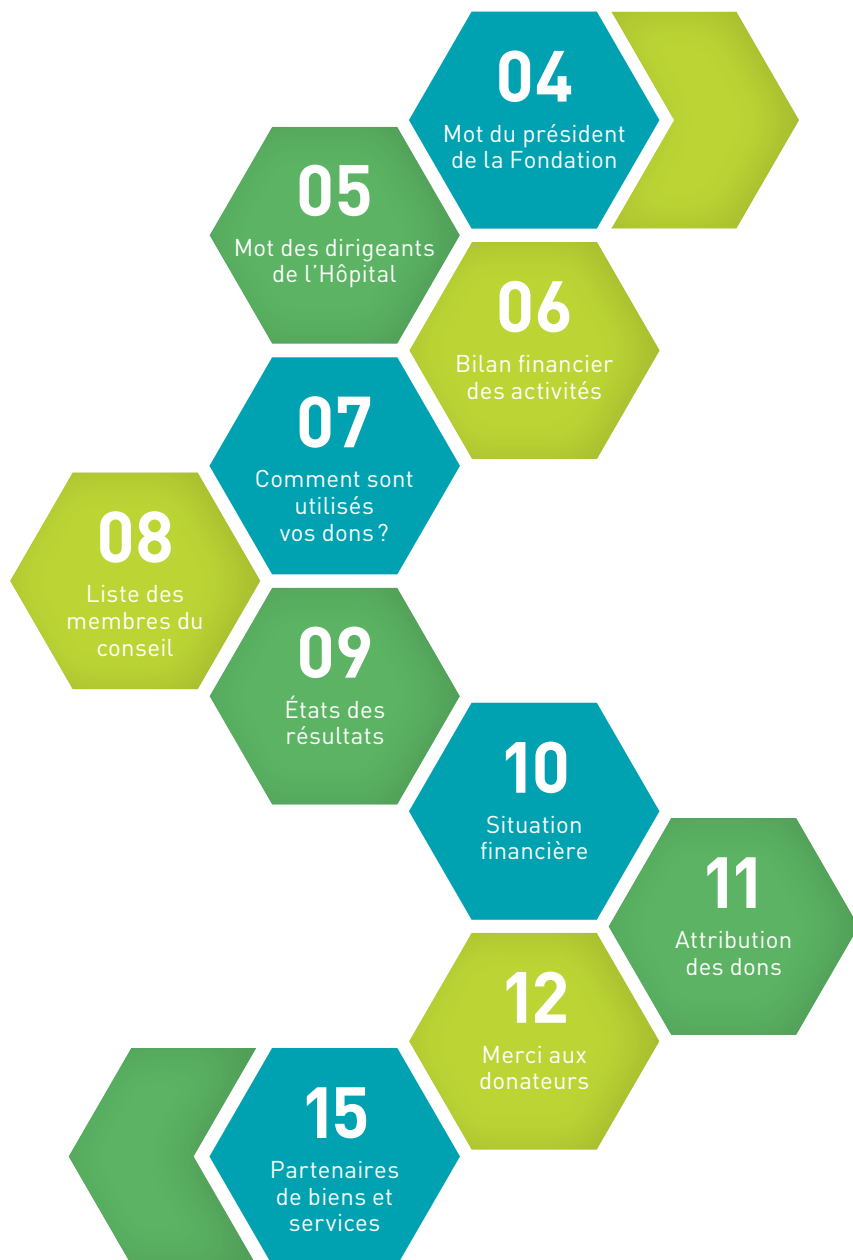 04
Mot du président
de la Fondation
05
Mot des dirigeants
de l'Hôpital
06
Bilan financier
des activités
07
Comment sont
utilisés
vos dons ?
08
Liste des
membres du
conseil
09
États des
résultats
10
Situation
financière
11
Attribution
des dons
12
Merci aux
donateurs
15
Partenaires
de biens et
services